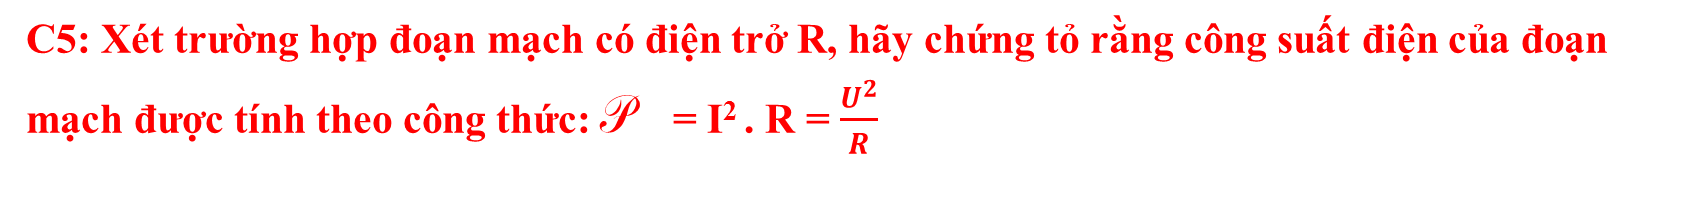 C5: Xét trường hợp đoạn mạch có điện trở R, hãy chứng tỏ rằng công suất điện của đoạn
mạch được tính theo công thức: 𝒫 = I² . R = U²/R